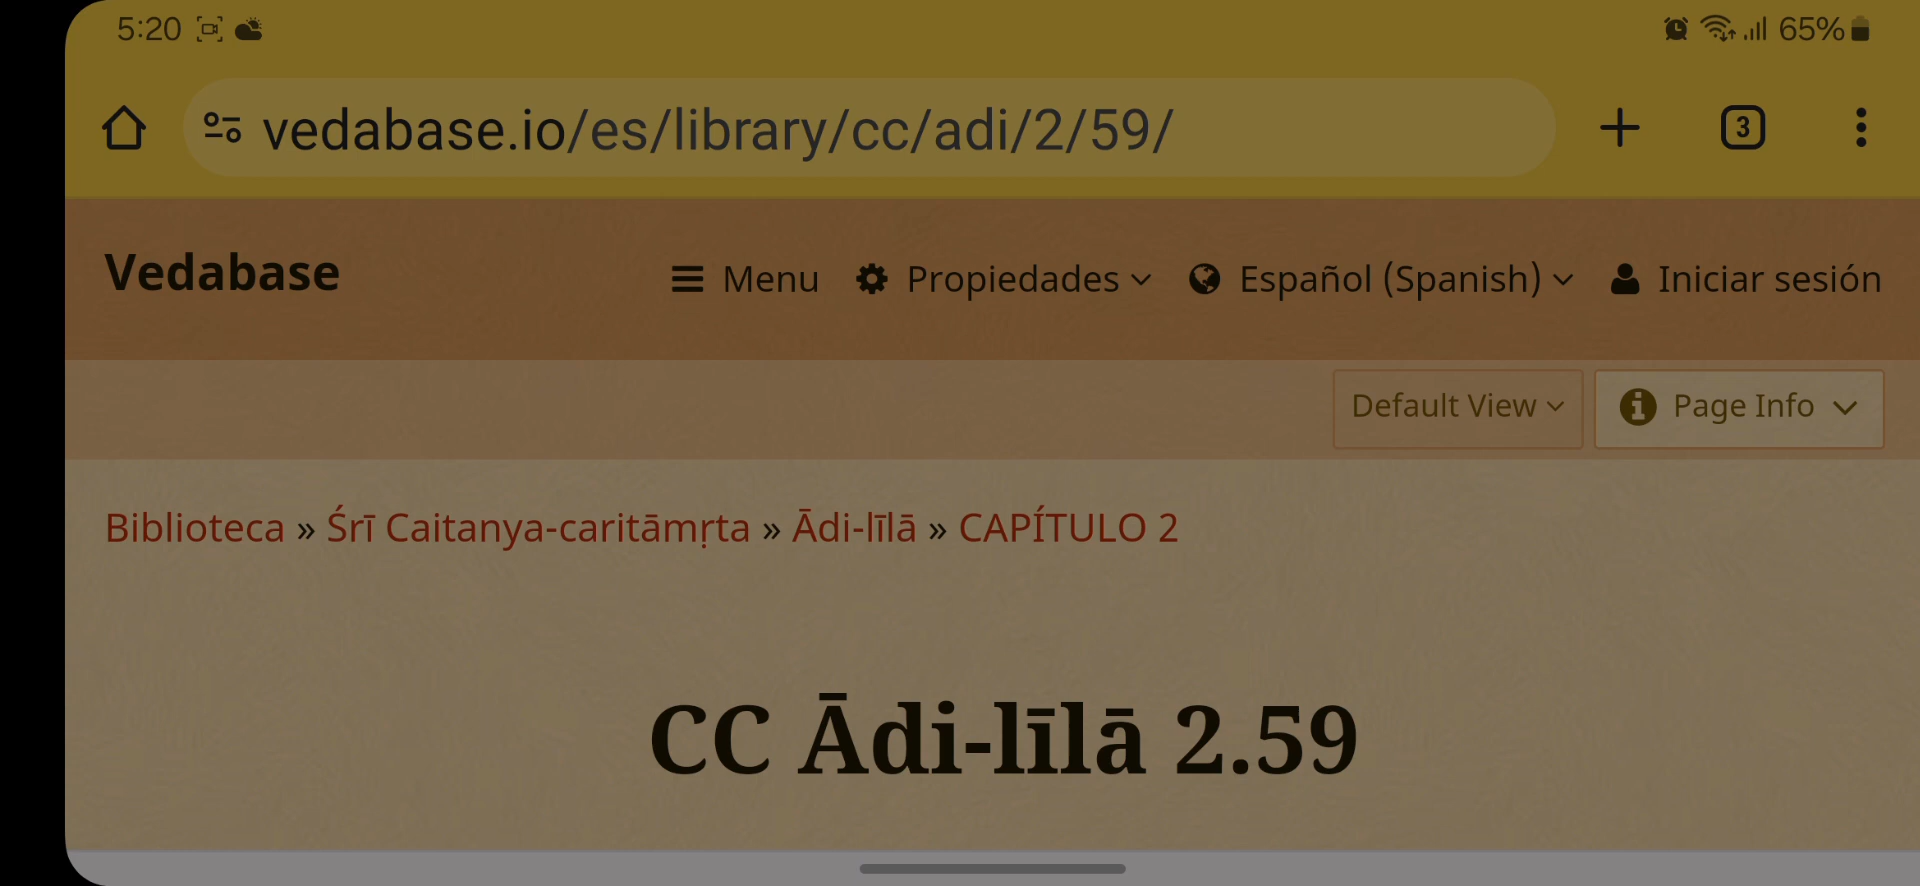 5:20 65%
vedabase.io/es/library/cc/adi/2/59/ 3
Vedabase Menu Propiedades Español (Spanish) Iniciar sesión
Default View Page Info
Biblioteca » Śrī Caitanya-caritāmṛta » Ādi-līlā » CAPÍTULO 2
CC Ādi-līlā 2.59